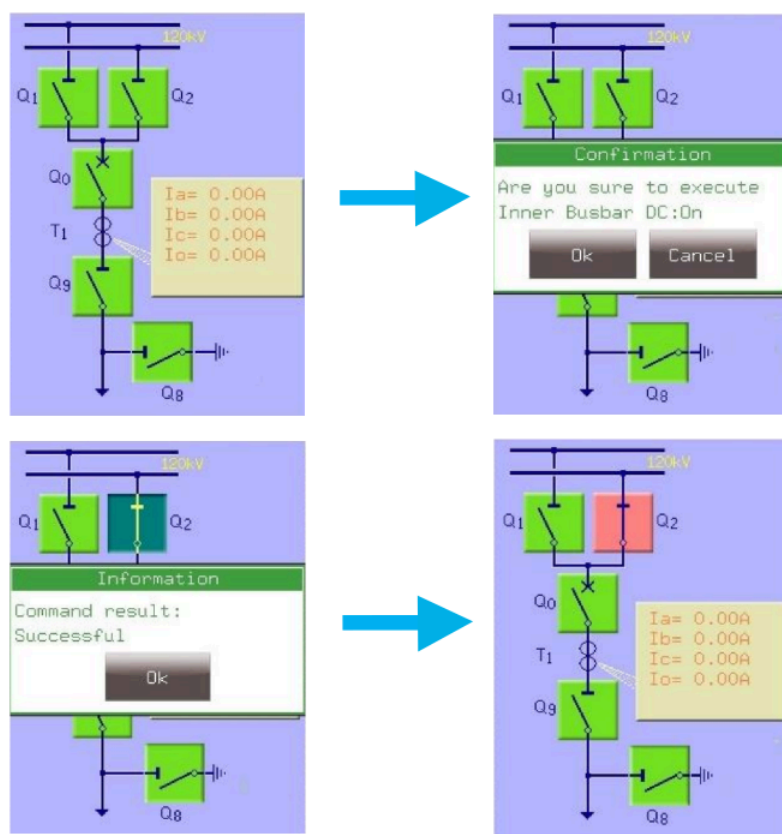 120kV
Q1
Q2
Q0
Ia= 0.00A
Ib= 0.00A
Ic= 0.00A
Io= 0.00A
T1
Q9
Q8
120kV
Q1
Q2
Confirmation
Are you sure to execute
Inner Busbar DC:On
Ok
Cancel
Q8
120kV
Q1
Q2
Information
Command result:
Successful
Ok
Q8
120kV
Q1
Q2
Q0
Ia= 0.00A
Ib= 0.00A
Ic= 0.00A
Io= 0.00A
T1
Q9
Q8